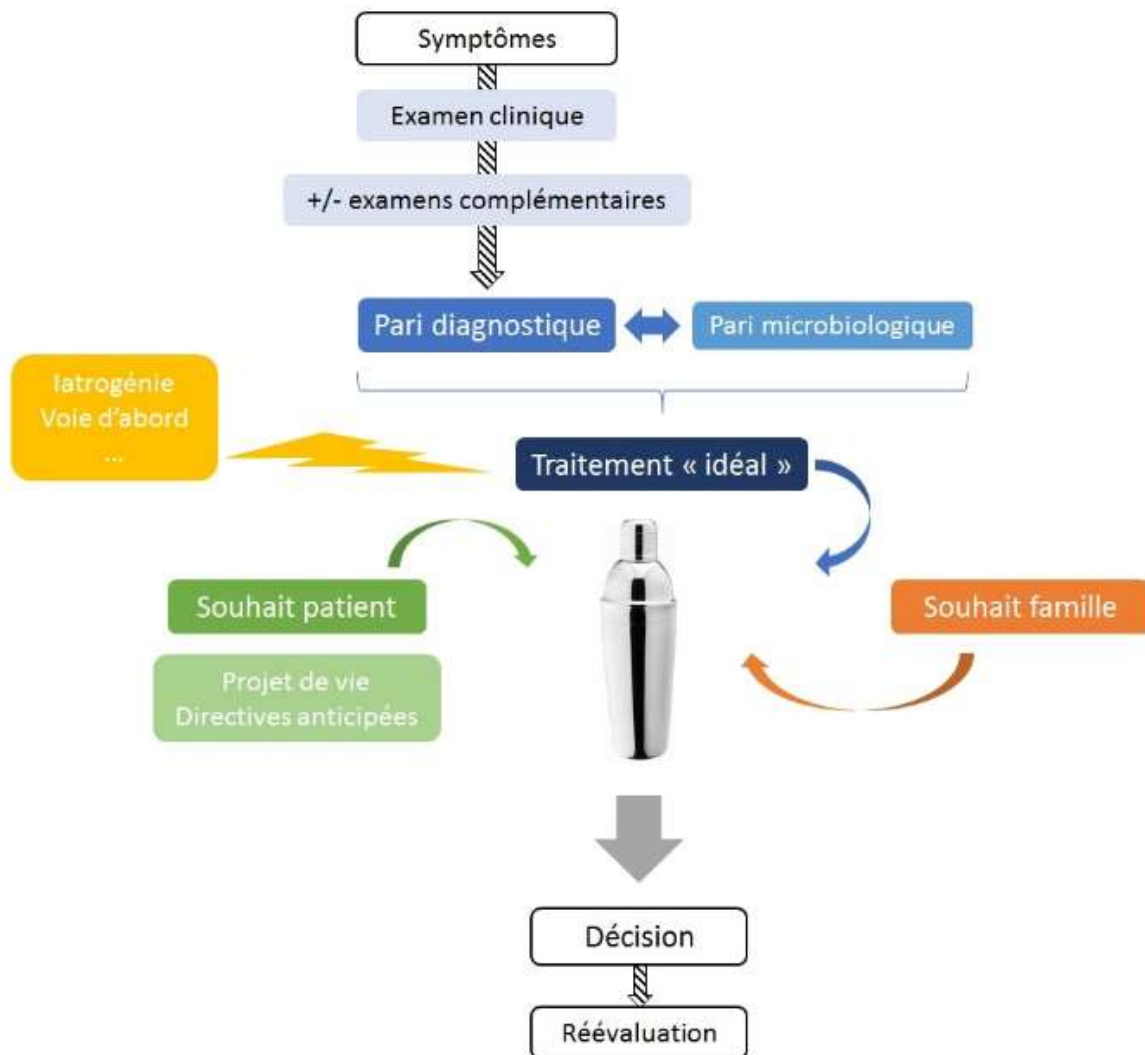 Symptômes
Examen clinique
+/- examens complémentaires
Pari diagnostique
Pari microbiologique
Iatrogénie
Voie d'abord
...
Traitement « idéal »
Souhait patient
Souhait famille
Projet de vie
Directives anticipées
Décision
Réévaluation